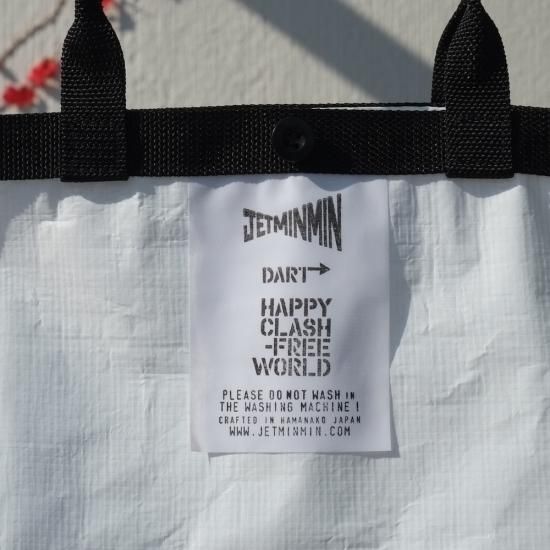 JETMINMIN
DART→
HAPPY
CLASH
-FREE
WORLD
PLEASE DO NOT WASH IN
THE WASHING MACHINE!
CRAFTED IN HAMANAKO JAPAN
WWW.JETMINMIN.COM